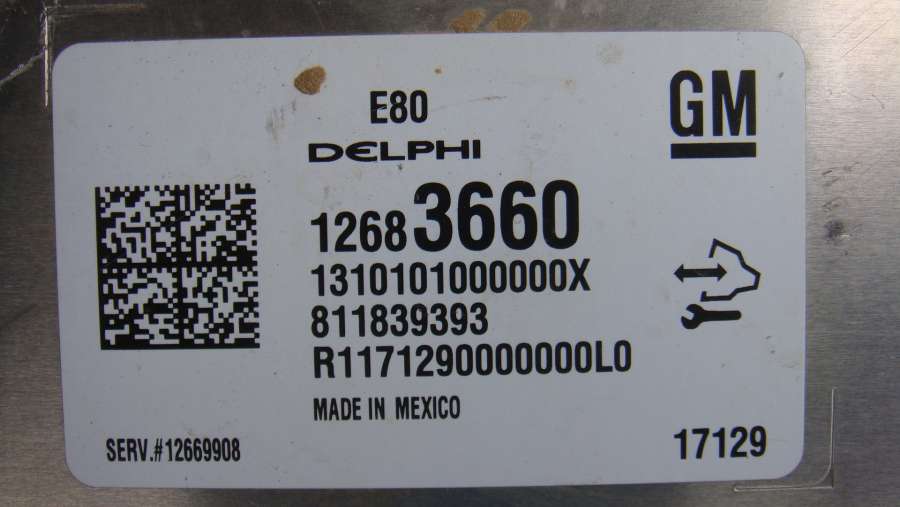 E80
GM
DELPHI
12683660
1310101000000X
811839393
R1171290000000L0
MADE IN MEXICO
SERV.#12669908
17129